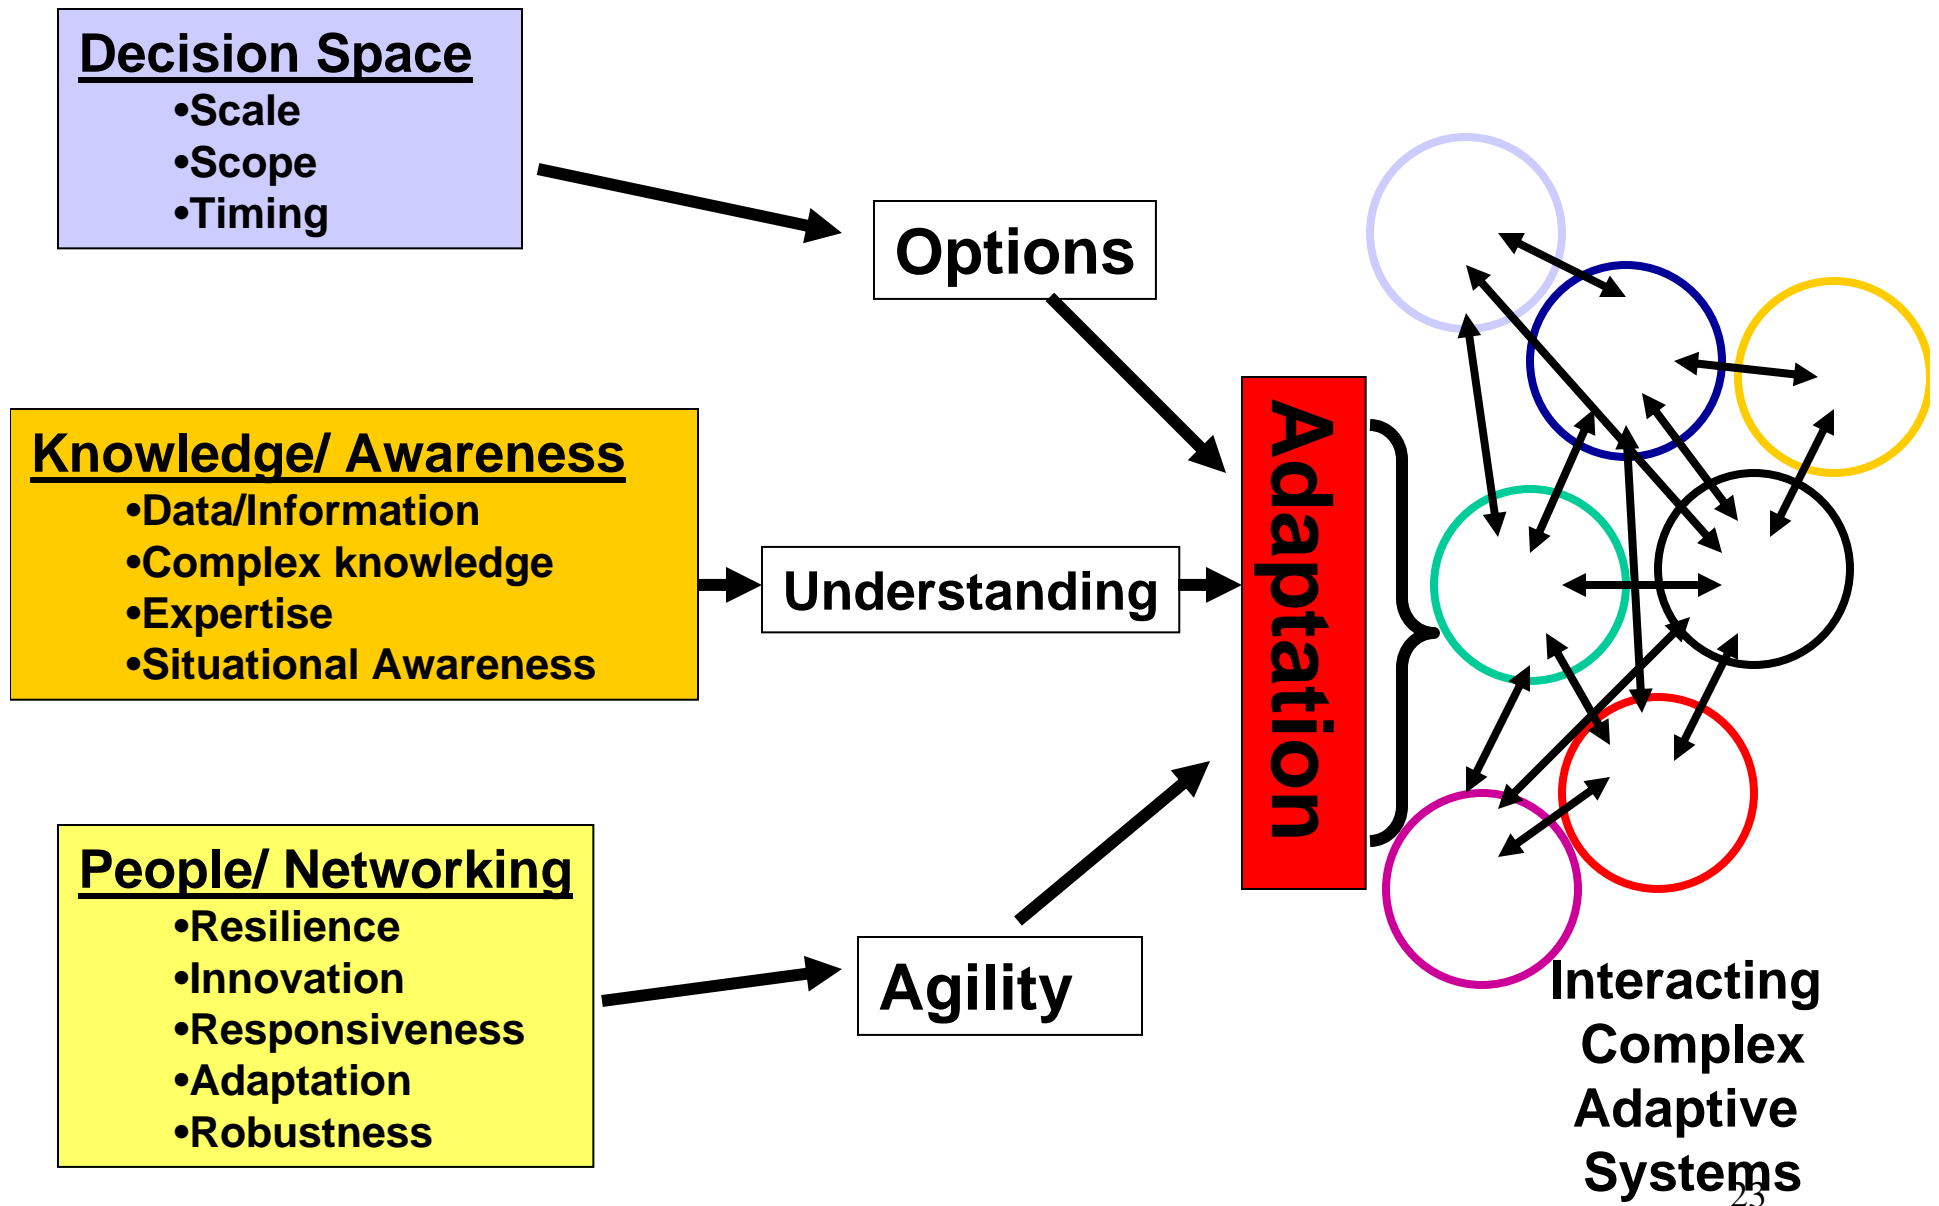 Decision Space
•Scale
•Scope
•Timing
Options
Knowledge/ Awareness
•Data/Information
•Complex knowledge
•Expertise
•Situational Awareness
Understanding
Adaptation
People/ Networking
•Resilience
•Innovation
•Responsiveness
•Adaptation
•Robustness
Agility
Interacting
Complex
Adaptive
Systems
23